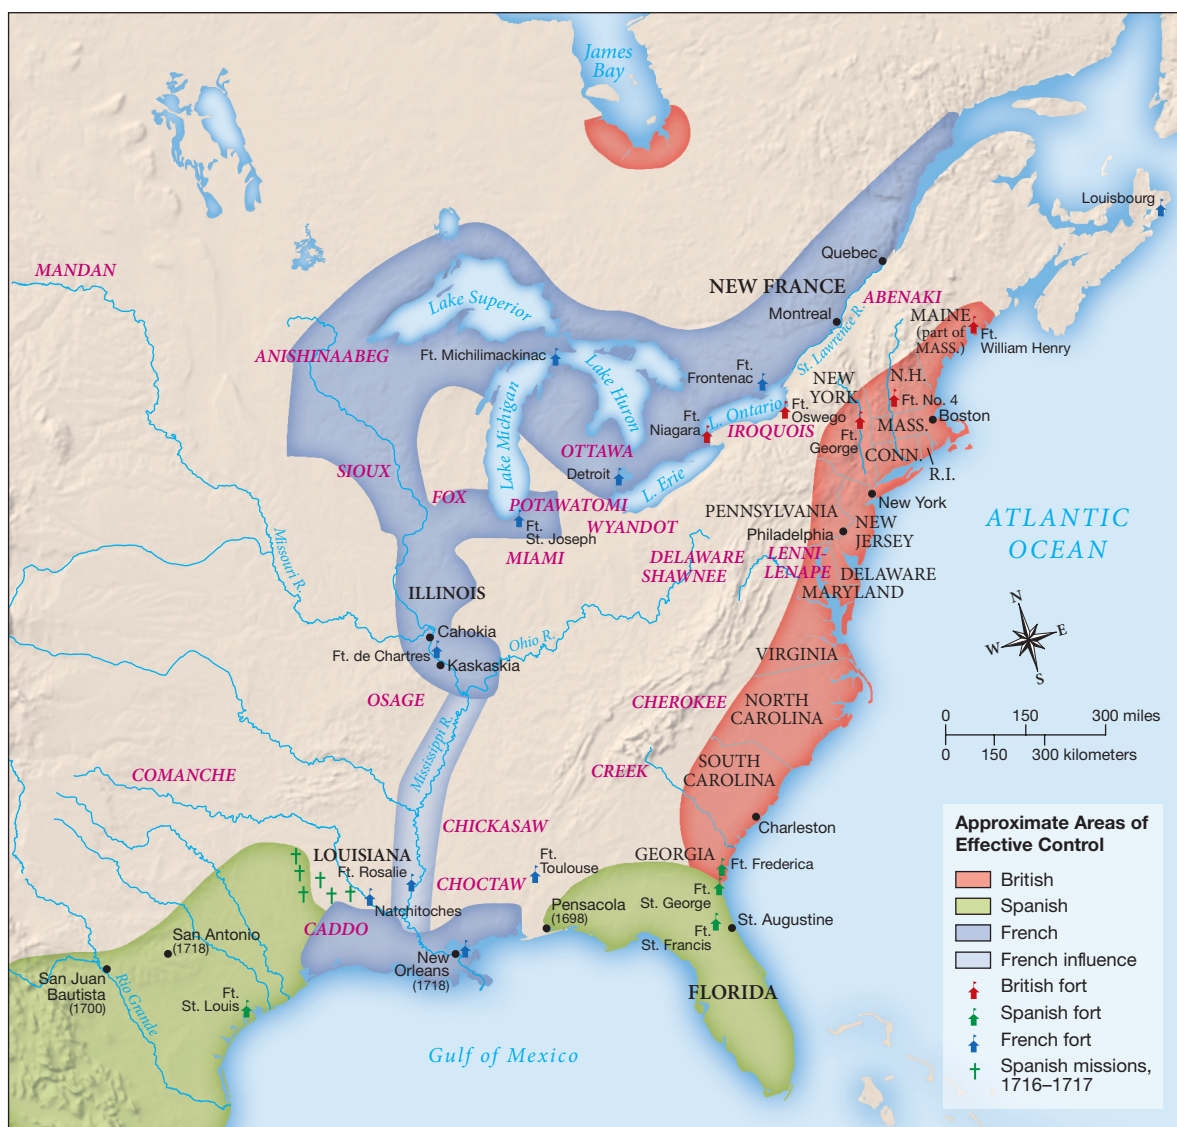 James
Bay
Louisbourg
MANDAN
Quebec
NEW FRANCE
ABENAKI
Lake Superior
Montreal
MAINE
(part of
MASS.)
Ft.
William Henry
St. Lawrence R.
ANISHINAABEG
Ft. Michilimackinac
Lake Huron
Ft.
Frontenac
NEW
YORK
N.H.
Lake Michigan
L. Ontario
Ft.
Oswego
Ft. No. 4
Boston
Ft.
Niagara
IROQUOIS
Ft.
George
MASS.
CONN.
R.I.
OTTAWA
SIOUX
Detroit
L. Erie
FOX
POTAWATOMI
New York
PENNSYLVANIA
WYANDOT
Ft.
St. Joseph
Philadelphia
NEW
JERSEY
ATLANTIC
OCEAN
Missouri R.
MIAMI
DELAWARE
SHAWNEE
LENNI-
LENAPE
DELAWARE
MARYLAND
ILLINOIS
Cahokia
Ohio R.
Ft. de Chartres
Kaskaskia
VIRGINIA
N
E
W
S
OSAGE
CHEROKEE
NORTH
CAROLINA
0 150 300 miles
0 150 300 kilometers
Mississippi R.
COMANCHE
CREEK
SOUTH
CAROLINA
CHICKASAW
Charleston
LOUISIANA
Ft. Rosalie
Ft.
Toulouse
GEORGIA
Ft. Frederica
CHOCTAW
Natchitoches
Ft.
St. George
Pensacola
(1698)
St. Augustine
CADDO
Ft.
St. Francis
San Antonio
(1718)
New
Orleans
(1718)
San Juan
Bautista
(1700)
Rio Grande
Ft.
St. Louis
FLORIDA
Gulf of Mexico
Approximate Areas of
Effective Control
British
Spanish
French
French influence
British fort
Spanish fort
French fort
Spanish missions,
1716–1717